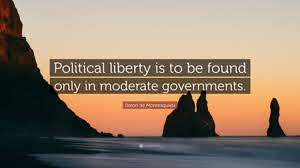 Political liberty is to be found
only in moderate governments.
Baron de Montesquieu